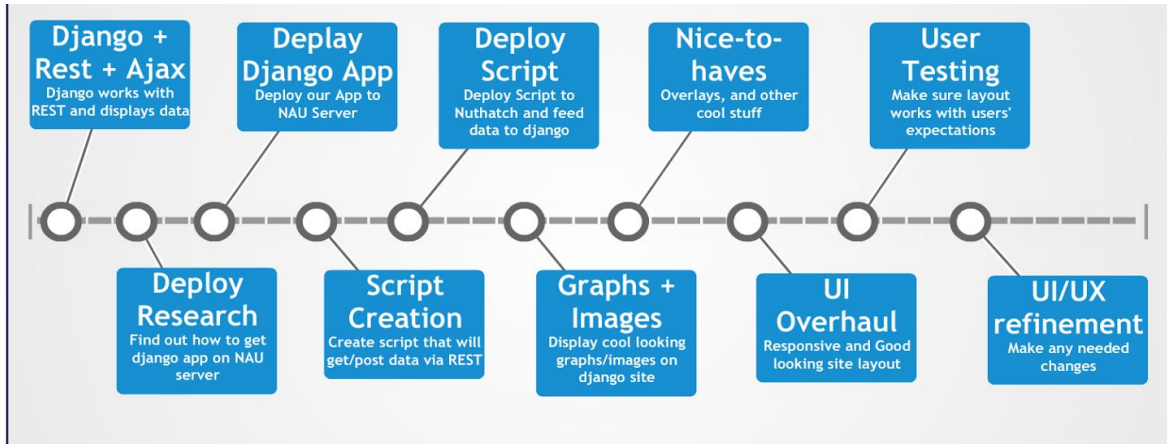 Django +
Rest + Ajax
Django works with
REST and displays data
Deplay
Django App
Deploy our App to
NAU Server
Deploy
Script
Deploy Script to
Nuthatch and feed
data to django
Nice-to-
haves
Overlays, and other
cool stuff
User
Testing
Make sure layout
works with users'
expectations
Deploy
Research
Find out how to get
django app on NAU
server
Script
Creation
Create script that will
get/post data via REST
Graphs +
Images
Display cool looking
graphs/images on
django site
UI
Overhaul
Responsive and Good
looking site layout
UI/UX
refinement
Make any needed
changes